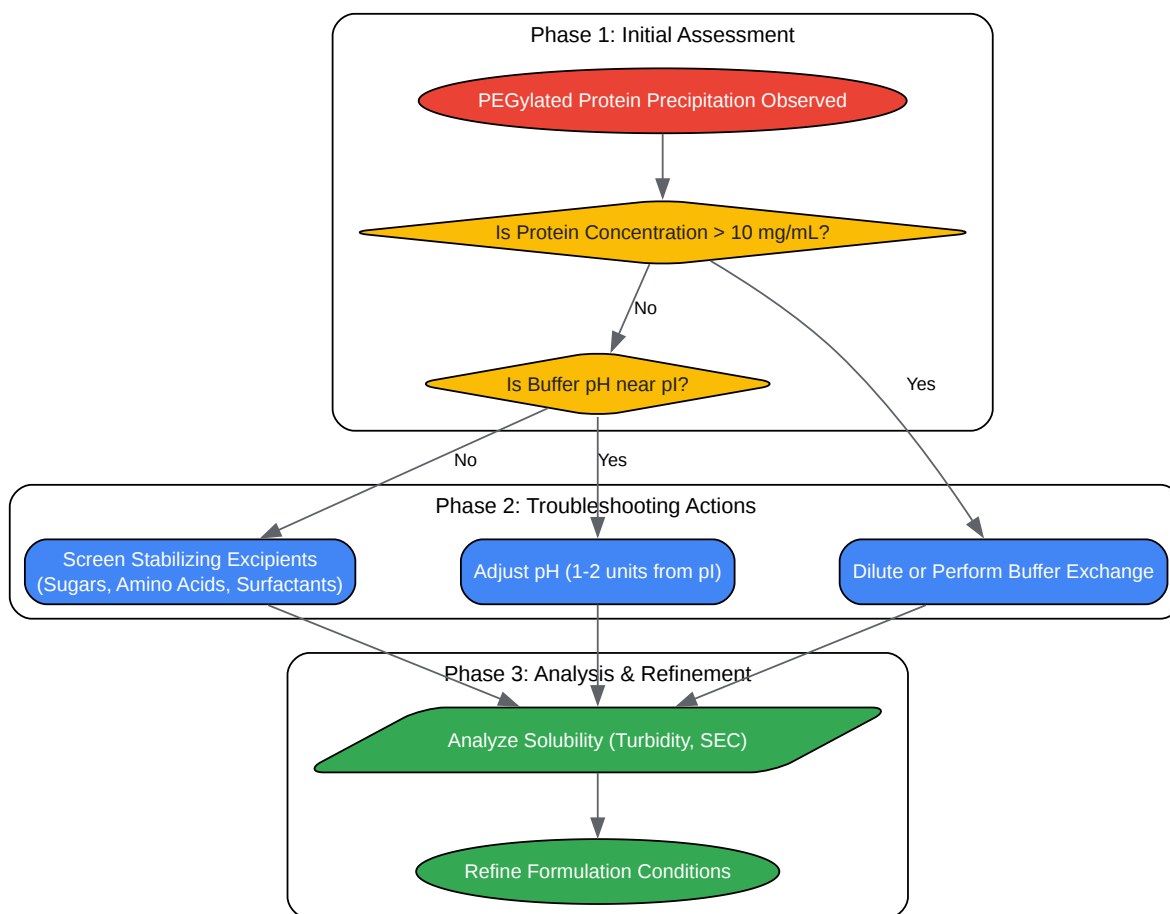 Phase 1: Initial Assessment
PEGylated Protein Precipitation Observed
Is Protein Concentration > 10 mg/mL?
No
Is Buffer pH near pI?
Yes
No
Yes
Phase 2: Troubleshooting Actions
Screen Stabilizing Excipients
(Sugars, Amino Acids, Surfactants)
Adjust pH (1-2 units from pI)
Dilute or Perform Buffer Exchange
Phase 3: Analysis & Refinement
Analyze Solubility (Turbidity, SEC)
Refine Formulation Conditions